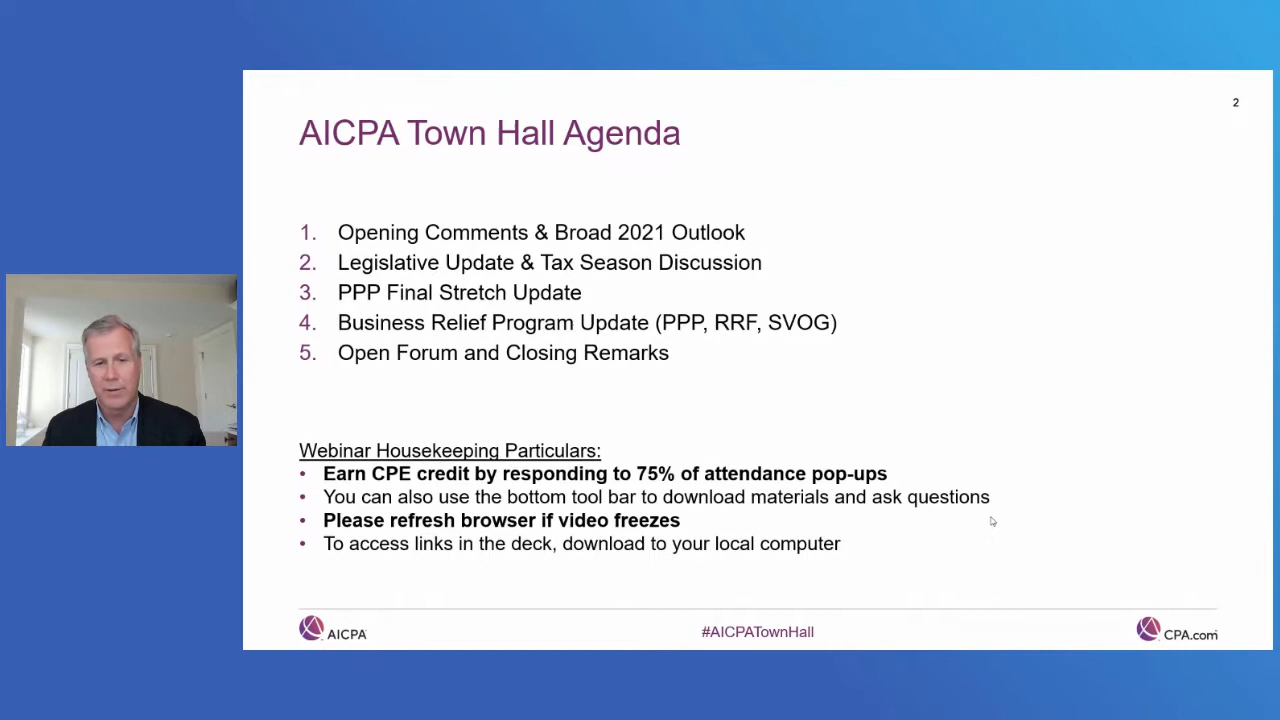 2
AICPA Town Hall Agenda
1. Opening Comments & Broad 2021 Outlook
2. Legislative Update & Tax Season Discussion
3. PPP Final Stretch Update
4. Business Relief Program Update (PPP, RRF, SVOG)
5. Open Forum and Closing Remarks
Webinar Housekeeping Particulars:
• Earn CPE credit by responding to 75% of attendance pop-ups
• You can also use the bottom tool bar to download materials and ask questions
• Please refresh browser if video freezes
• To access links in the deck, download to your local computer
AICPA
#AICPATownHall
CPA.com